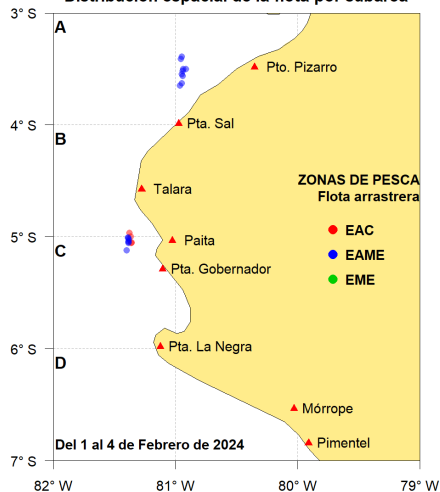 Distribución espacial de la flota por subárea
3° S
A
Pto. Pizarro
Pta. Sal
4° S
B
ZONAS DE PESCA
Flota arrastrera
Talara
EAC
5° S
Paita
C
EAME
Pta. Gobernador
EME
Pta. La Negra
6° S
D
Mórrope
Del 1 al 4 de Febrero de 2024
Pimentel
7° S
82° W
81° W
80° W
79° W